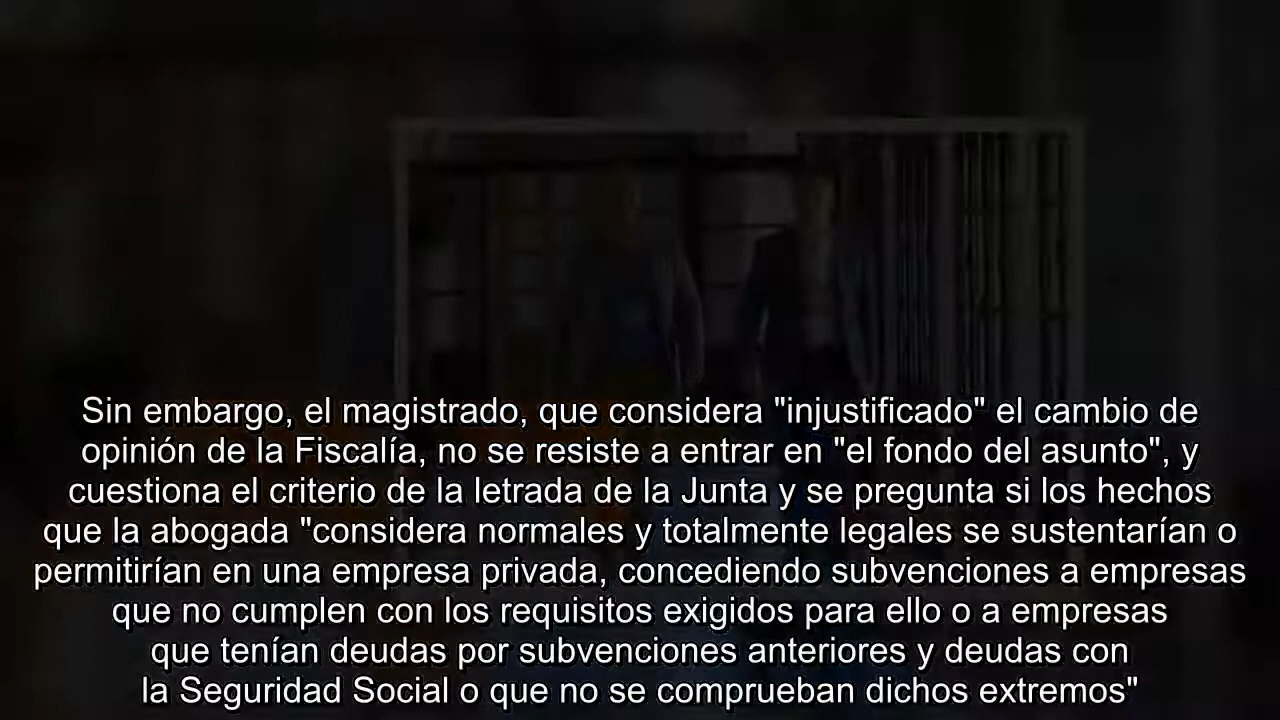 Sin embargo, el magistrado, que considera "injustificado" el cambio de
opinión de la Fiscalía, no se resiste a entrar en "el fondo del asunto", y
cuestiona el criterio de la letrada de la Junta y se pregunta si los hechos
que la abogada "considera normales y totalmente legales se sustentarían o
permitirían en una empresa privada, concediendo subvenciones a empresas
que no cumplen con los requisitos exigidos para ello o a empresas
que tenían deudas por subvenciones anteriores y deudas con
la Seguridad Social o que no se comprueban dichos extremos"